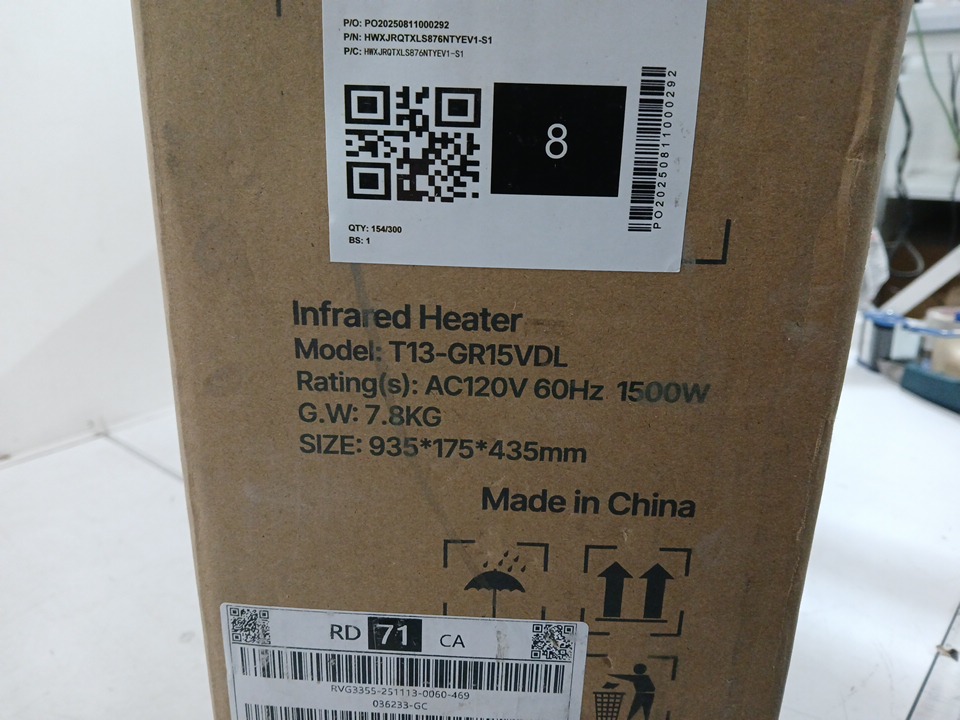 P/O: PO20250811000292
P/N: HWXJRQTXLS876NTYEV1-S1
P/C: HWXJRQTXLS876NTYEV1-S1
8
PO20250811000292
QTY: 154/300
BS: 1
Infrared Heater
Model: T13-GR15VDL
Rating(s): AC120V 60Hz 1500W
G.W: 7.8KG
SIZE: 935*175*435mm
Made in China
RD 71 CA
RVG3355-251113-0060-469
036233-GC